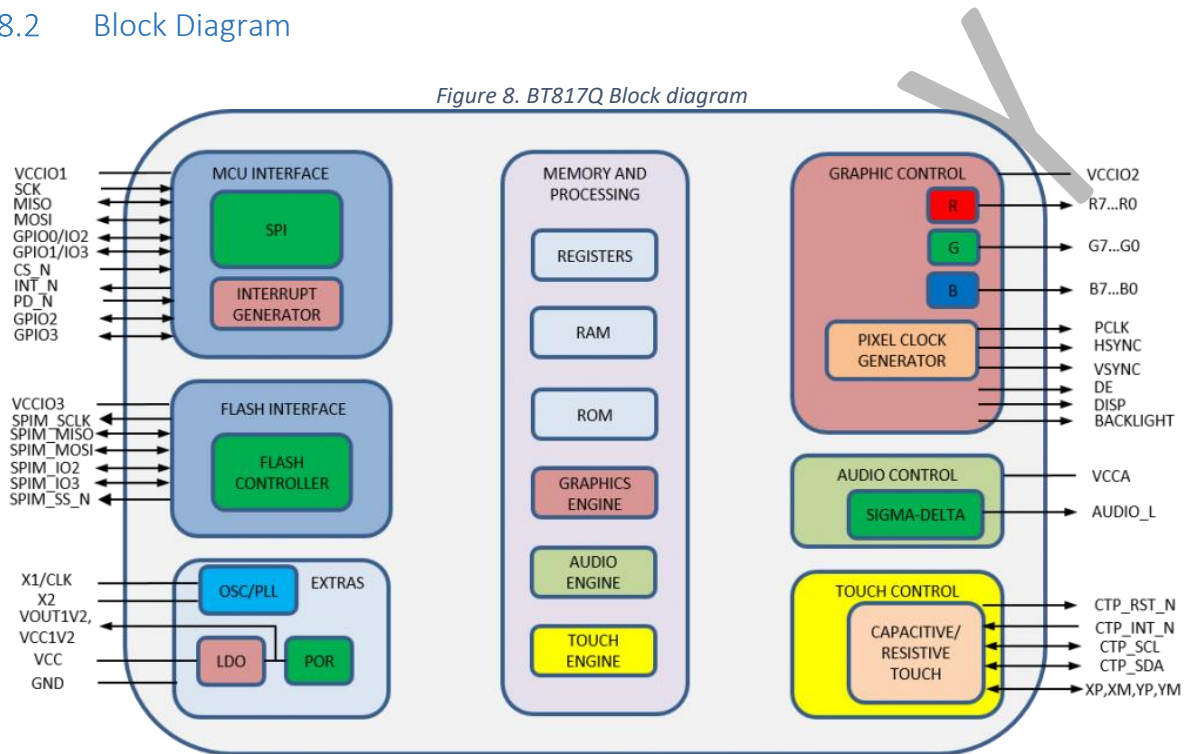 8.2 Block Diagram
Figure 8. BT817Q Block diagram
VCCIO1
SCK
MISO
MOSI
GPIO0/IO2
GPIO1/IO3
CS_N
INT_N
PD_N
GPIO2
GPIO3
MCU INTERFACE
SPI
INTERRUPT
GENERATOR
VCCIO3
SPIM_SCLK
SPIM_MISO
SPIM_MOSI
SPIM_IO2
SPIM_IO3
SPIM_SS_N
FLASH INTERFACE
FLASH
CONTROLLER
X1/CLK
X2
VOUT1V2,
VCC1V2
VCC
GND
OSC/PLL
EXTRAS
LDO
POR
MEMORY AND
PROCESSING
REGISTERS
RAM
ROM
GRAPHICS
ENGINE
AUDIO
ENGINE
TOUCH
ENGINE
GRAPHIC CONTROL
R
G
B
PIXEL CLOCK
GENERATOR
VCCIO2
R7...R0
G7...G0
B7...B0
PCLK
HSYNC
VSYNC
DE
DISP
BACKLIGHT
AUDIO CONTROL
SIGMA-DELTA
VCCA
AUDIO_L
TOUCH CONTROL
CAPACITIVE/
RESISTIVE
TOUCH
CTP_RST_N
CTP_INT_N
CTP_SCL
CTP_SDA
XP,XM,YP,YM
Y